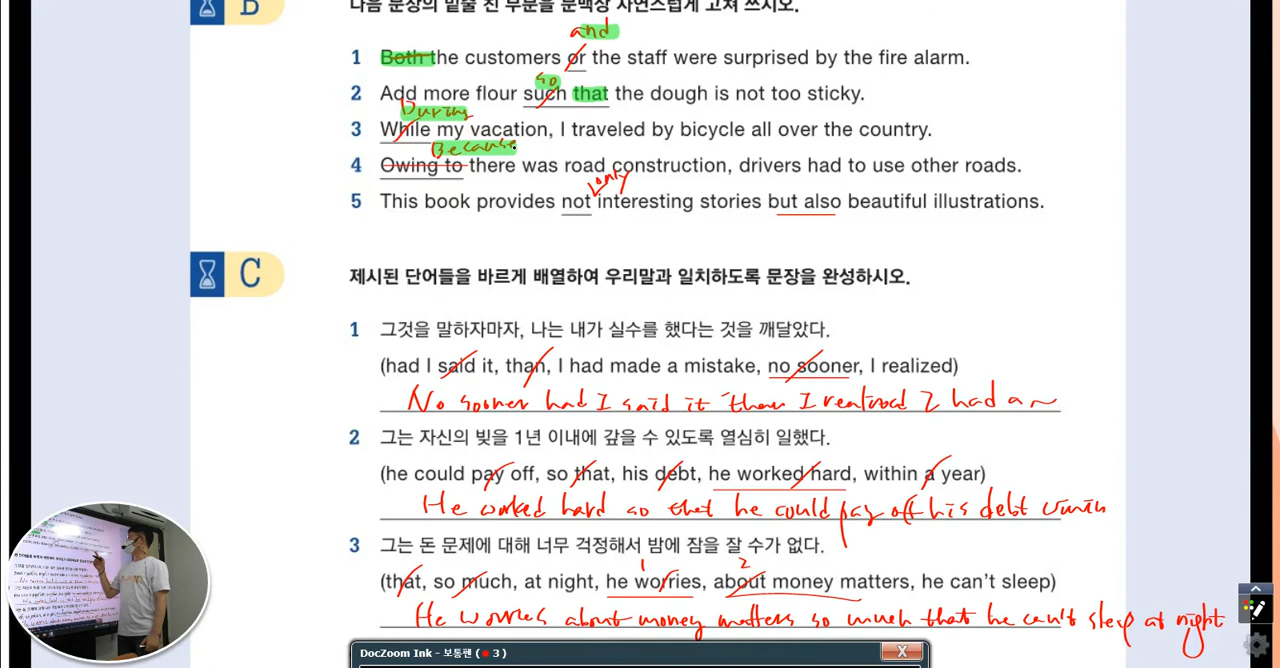 B
다음 문장의 밑줄 친 부분을 문맥상 자연스럽게 고쳐 쓰시오.
and
1 Both the customers or the staff were surprised by the fire alarm.
so
2 Add more flour such that the dough is not too sticky.
During
3 While my vacation, I traveled by bicycle all over the country.
Because
4 Owing to there was road construction, drivers had to use other roads.
only
5 This book provides not interesting stories but also beautiful illustrations.
C
제시된 단어들을 바르게 배열하여 우리말과 일치하도록 문장을 완성하시오.
1 그것을 말하자마자, 나는 내가 실수를 했다는 것을 깨달았다.
(had I said it, than, I had made a mistake, no sooner, I realized)
No sooner had I said it than I realized I had a ~
2 그는 자신의 빚을 1년 이내에 갚을 수 있도록 열심히 일했다.
(he could pay off, so that, his debt, he worked hard, within a year)
He worked hard so that he could pay off his debt within
3 그는 돈 문제에 대해 너무 걱정해서 밤에 잠을 잘 수가 없다.
1 2
(that, so much, at night, he worries, about money matters, he can't sleep)
He worries about money matters so much that he can't sleep at night
DocZoom Ink - 보통펜 ( 3 ) X